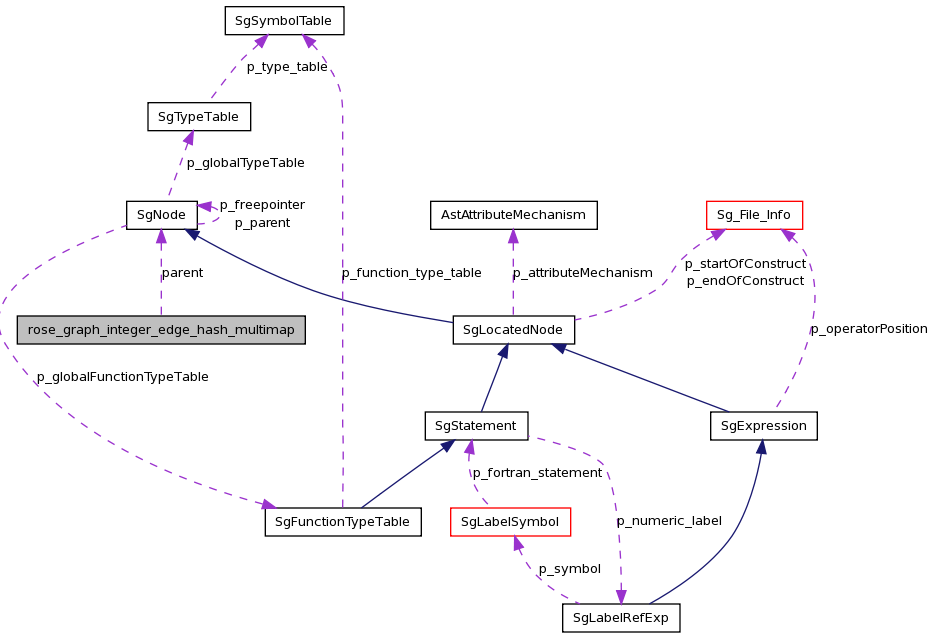 SgSymbolTable
p_type_table
SgTypeTable
p_globalTypeTable
SgNode
p_freepointer
p_parent
AstAttributeMechanism
Sg_File_Info
parent
p_function_type_table
p_attributeMechanism
p_startOfConstruct
p_endOfConstruct
rose_graph_integer_edge_hash_multimap
SgLocatedNode
p_operatorPosition
p_globalFunctionTypeTable
SgStatement
SgExpression
p_fortran_statement
SgFunctionTypeTable
SgLabelSymbol
p_numeric_label
p_symbol
SgLabelRefExp